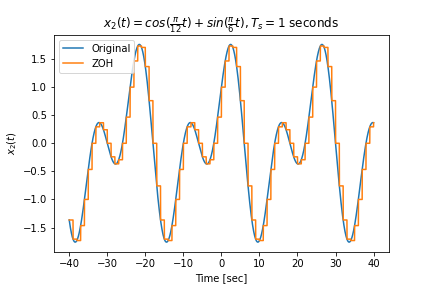 x₂(t) = cos(π/12 t) + sin(π/6 t), Tₛ = 1 seconds
Original
ZOH
x₂(t)
1.5
1.0
0.5
0.0
−0.5
−1.0
−1.5
−40 −30 −20 −10 0 10 20 30 40
Time [sec]